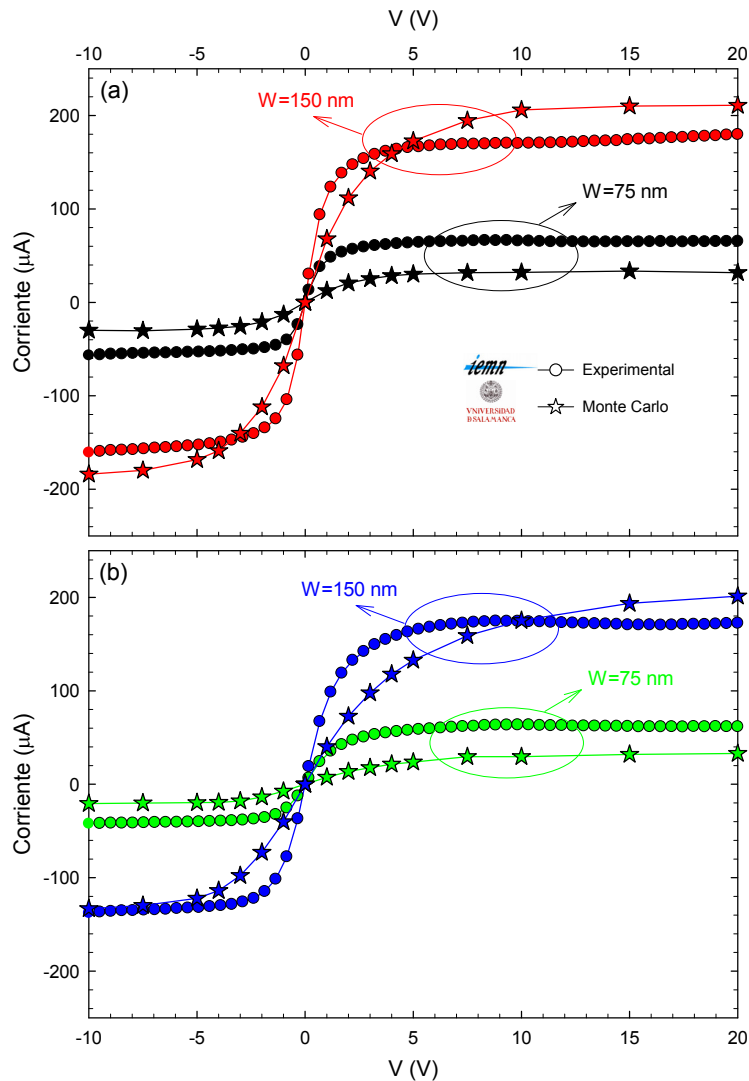 V (V)
-10 -5 0 5 10 15 20
(a)
W=150 nm
W=75 nm
200
100
0
-100
-200
Corriente (μA)
iemn
VNIVERSIDAD
D SALAMANCA
Experimental
Monte Carlo
(b)
W=150 nm
W=75 nm
200
100
0
-100
-200
Corriente (μA)
-10 -5 0 5 10 15 20
V (V)